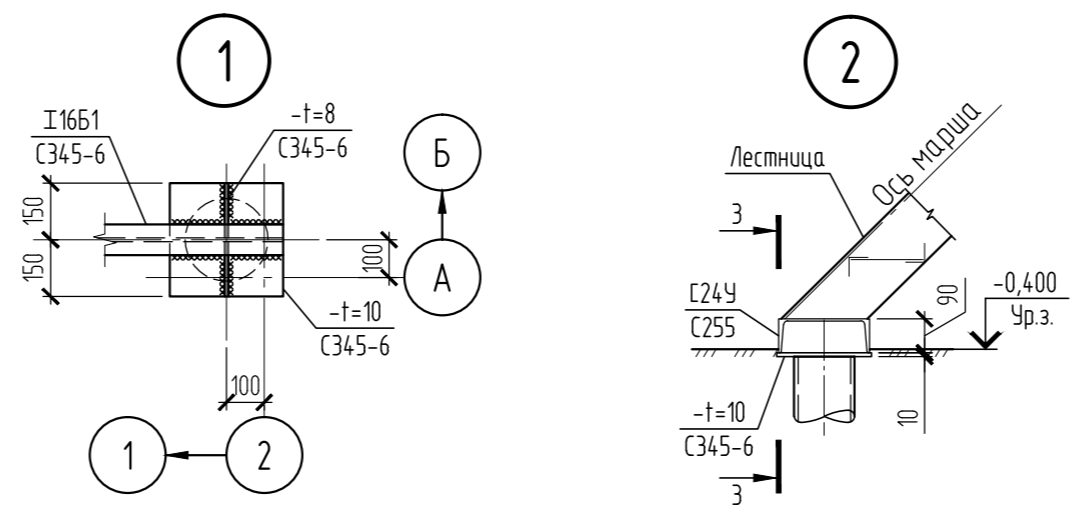 1
2
I16Б1
С345-6
-t=8
С345-6
Б
А
150
150
100
-t=10
С345-6
100
1
2
Лестница
Ось марша
3
С24У
С255
90
-0,400
Ур.з.
-t=10
С345-6
10
3